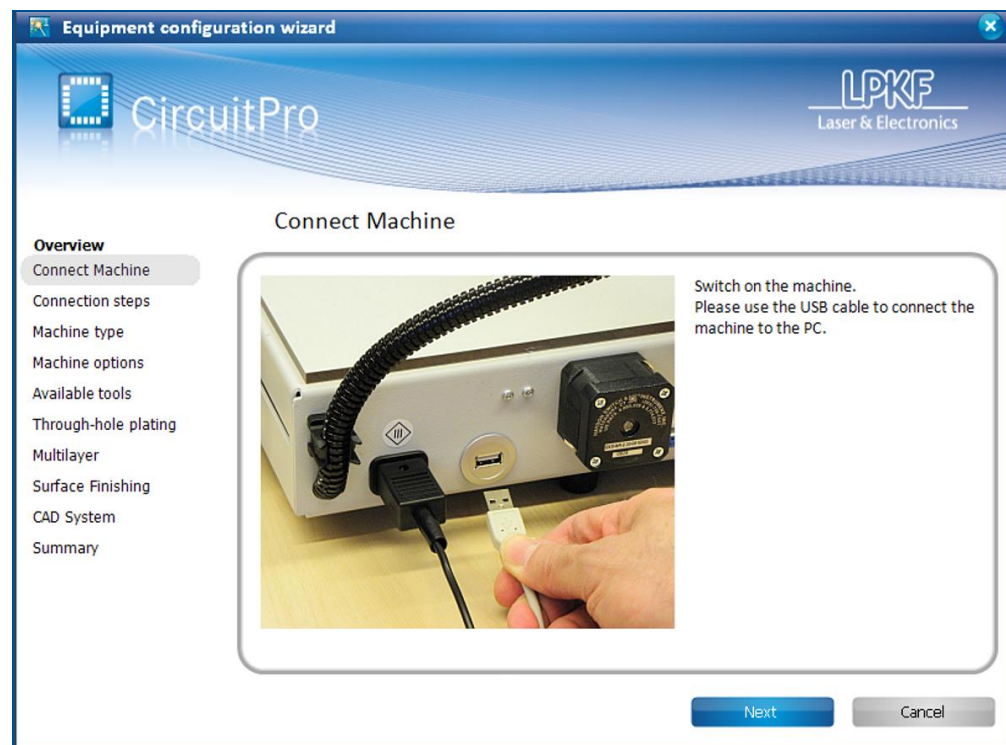 Equipment configuration wizard
CircuitPro
LPKF
Laser & Electronics
Connect Machine
Overview
Connect Machine
Connection steps
Machine type
Machine options
Available tools
Through-hole plating
Multilayer
Surface Finishing
CAD System
Summary
Switch on the machine.
Please use the USB cable to connect the
machine to the PC.
Next
Cancel